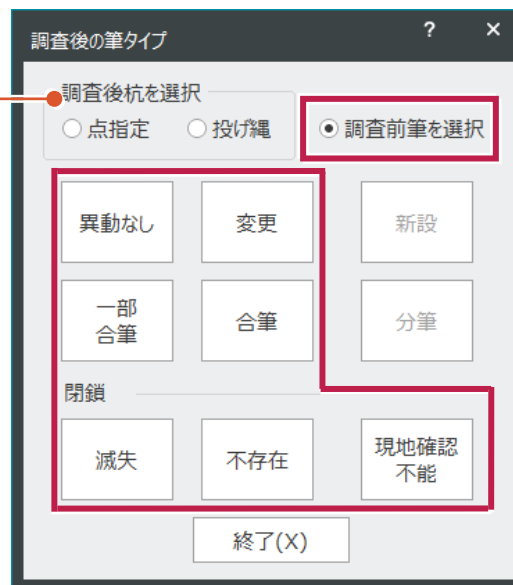 調査後の筆タイプ
?
×
調査後杭を選択
点指定
投げ縄
調査前筆を選択
異動なし
変更
新設
一部
合筆
合筆
分筆
閉鎖
滅失
不存在
現地確認
不能
終了(X)